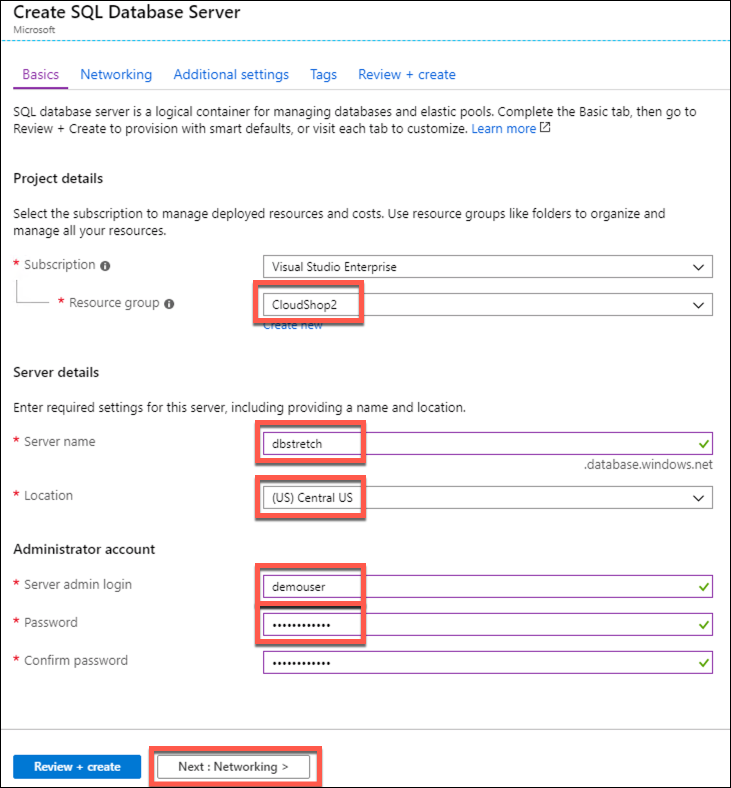 Create SQL Database Server
Microsoft
Basics Networking Additional settings Tags Review + create
SQL database server is a logical container for managing databases and elastic pools. Complete the Basic tab, then go to
Review + Create to provision with smart defaults, or visit each tab to customize. Learn more
Project details
Select the subscription to manage deployed resources and costs. Use resource groups like folders to organize and
manage all your resources.
* Subscription Visual Studio Enterprise
* Resource group CloudShop2
Create new
Server details
Enter required settings for this server, including providing a name and location.
* Server name dbstretch
.database.windows.net
* Location (US) Central US
Administrator account
* Server admin login demouser
* Password ••••••••••••
* Confirm password ••••••••••••
Review + create Next : Networking >